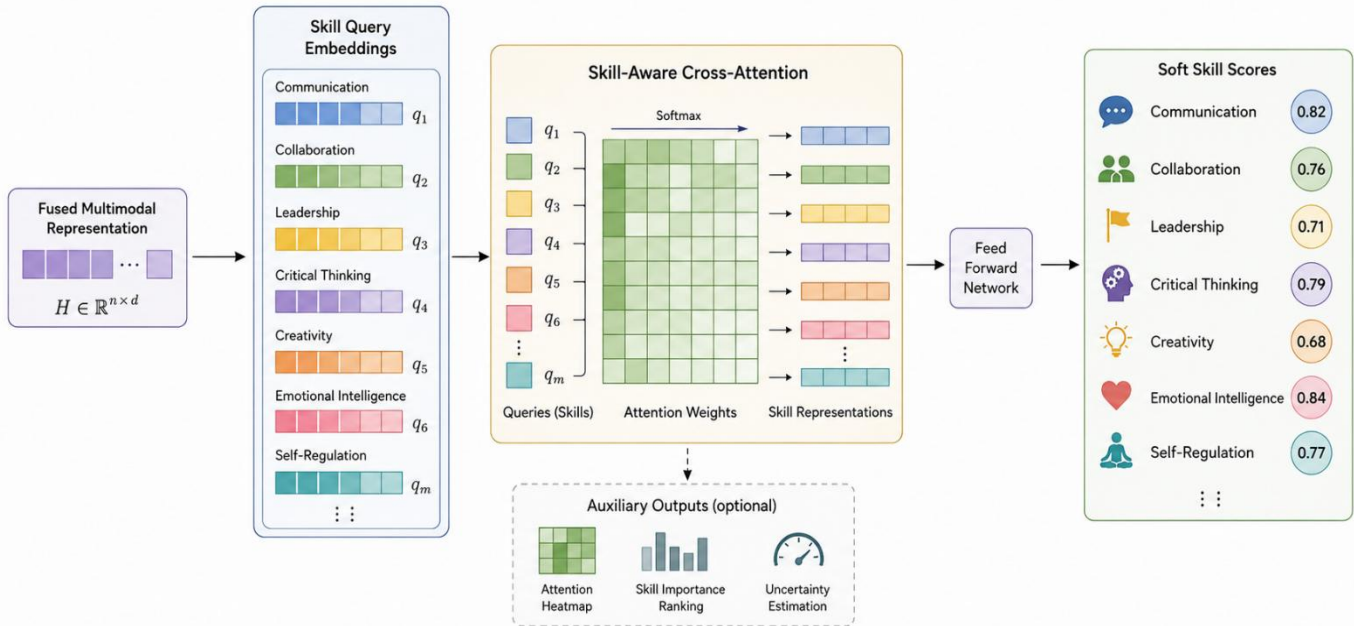 Fused Multimodal
Representation
...
H ∈ ℝⁿˣᵈ
Skill Query
Embeddings
Communication
q₁
Collaboration
q₂
Leadership
q₃
Critical Thinking
q₄
Creativity
q₅
Emotional Intelligence
q₆
Self-Regulation
qₘ
Skill-Aware Cross-Attention
Softmax
q₁
q₂
q₃
q₄
q₅
q₆
qₘ
Queries (Skills)
Attention Weights
Skill Representations
Auxiliary Outputs (optional)
Attention
Heatmap
Skill Importance
Ranking
Uncertainty
Estimation
Feed
Forward
Network
Soft Skill Scores
Communication 0.82
Collaboration 0.76
Leadership 0.71
Critical Thinking 0.79
Creativity 0.68
Emotional Intelligence 0.84
Self-Regulation 0.77